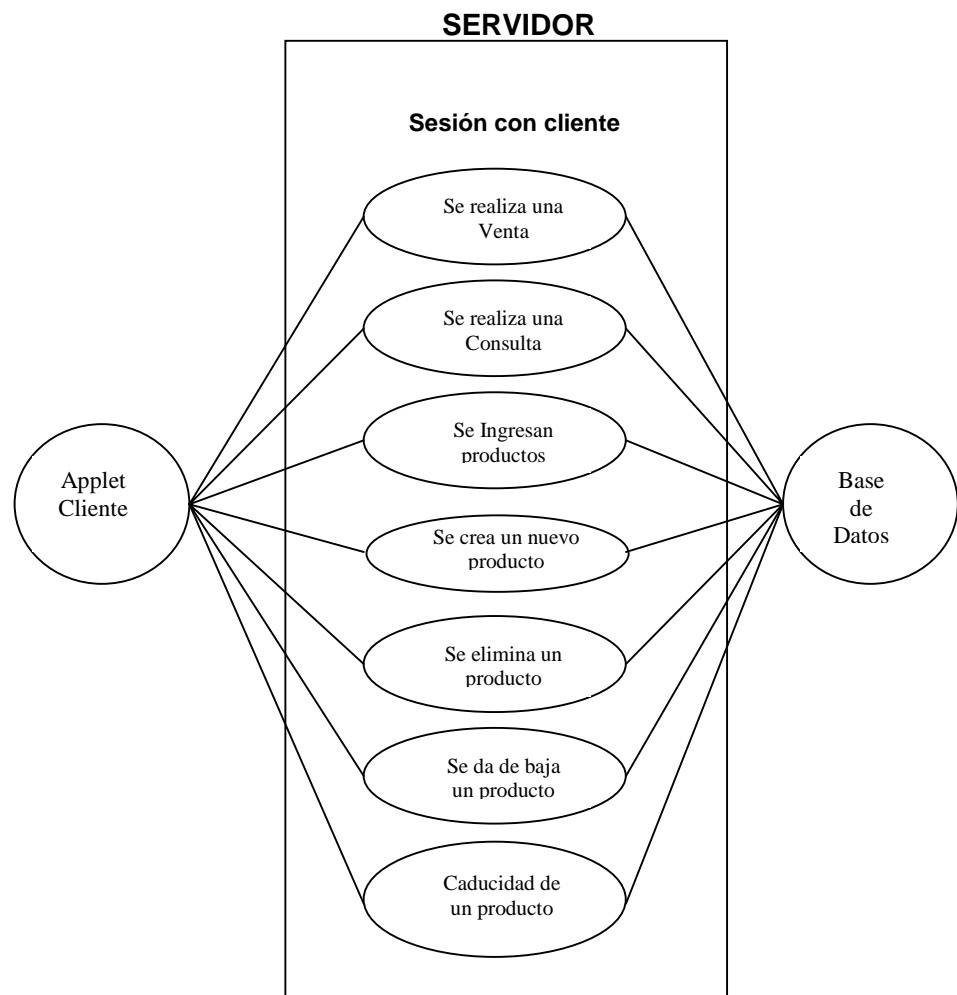 SERVIDOR
Sesión con cliente
Se realiza una
Venta
Se realiza una
Consulta
Se Ingresan
productos
Applet
Cliente
Base
de
Datos
Se crea un nuevo
producto
Se elimina un
producto
Se da de baja
un producto
Caducidad de
un producto